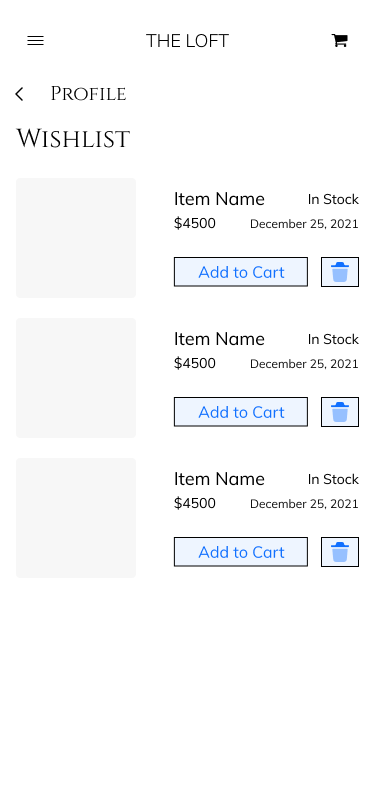 THE LOFT
Profile
Wishlist
Item Name In Stock
$4500 December 25, 2021
Add to Cart
Item Name In Stock
$4500 December 25, 2021
Add to Cart
Item Name In Stock
$4500 December 25, 2021
Add to Cart